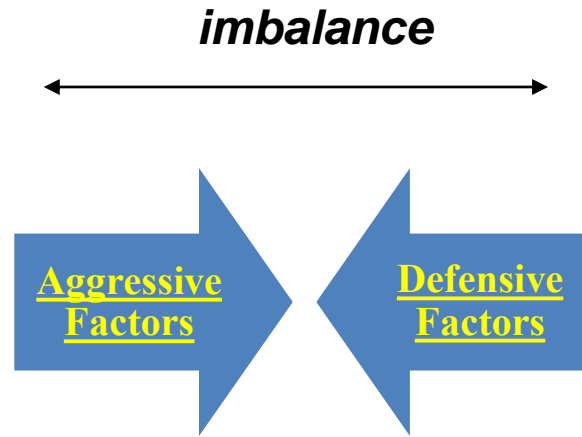 imbalance
Aggressive
Factors
Defensive
Factors